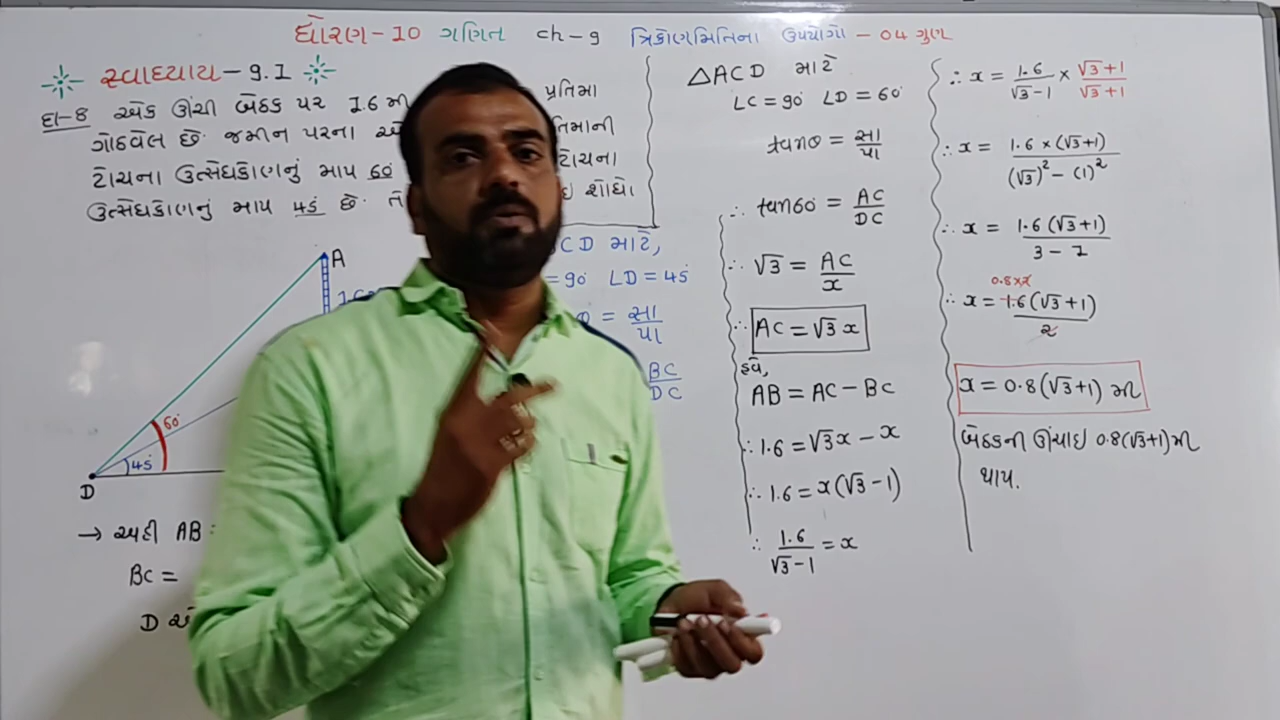 ધોરણ-10 ગણિત ch-9 ત્રિકોણમિતિના ઉપયોગો - 04 ગુણ
સ્વાધ્યાય-9.1
દા-8 એક ઊંચી બેઠક પર 1.6 મી પ્રતિમા
ગોઠવેલ છે. જમીન પરના
ટોચના ઉત્સેધકોણનું માપ 60 ટોચના
ઉત્સેધકોણનું માપ 45 છે. શોધો.
A
60°
45°
D
→ અહી AB =
BC =
D
CD માટે,
= 90° ∠D = 45°
= સા/પા
BC/DC
△ACD માટે
∠C = 90° ∠D = 60°
tanθ = સા/પા
∴ tan60° = AC/DC
∴ √3 = AC/x
∴ AC = √3 x
હવે,
AB = AC - BC
∴ 1.6 = √3x - x
∴ 1.6 = x(√3 - 1)
∴ 1.6/√3-1 = x
∴ x = 1.6/√3-1 × √3+1/√3+1
∴ x = 1.6 × (√3+1)/(√3)² - (1)²
∴ x = 1.6 (√3+1)/3 - 1
0.8×2
∴ x = 1.6 (√3+1)/2
x = 0.8(√3+1) મી
બેઠકની ઊંચાઇ 0.8(√3+1) મી
થાય.